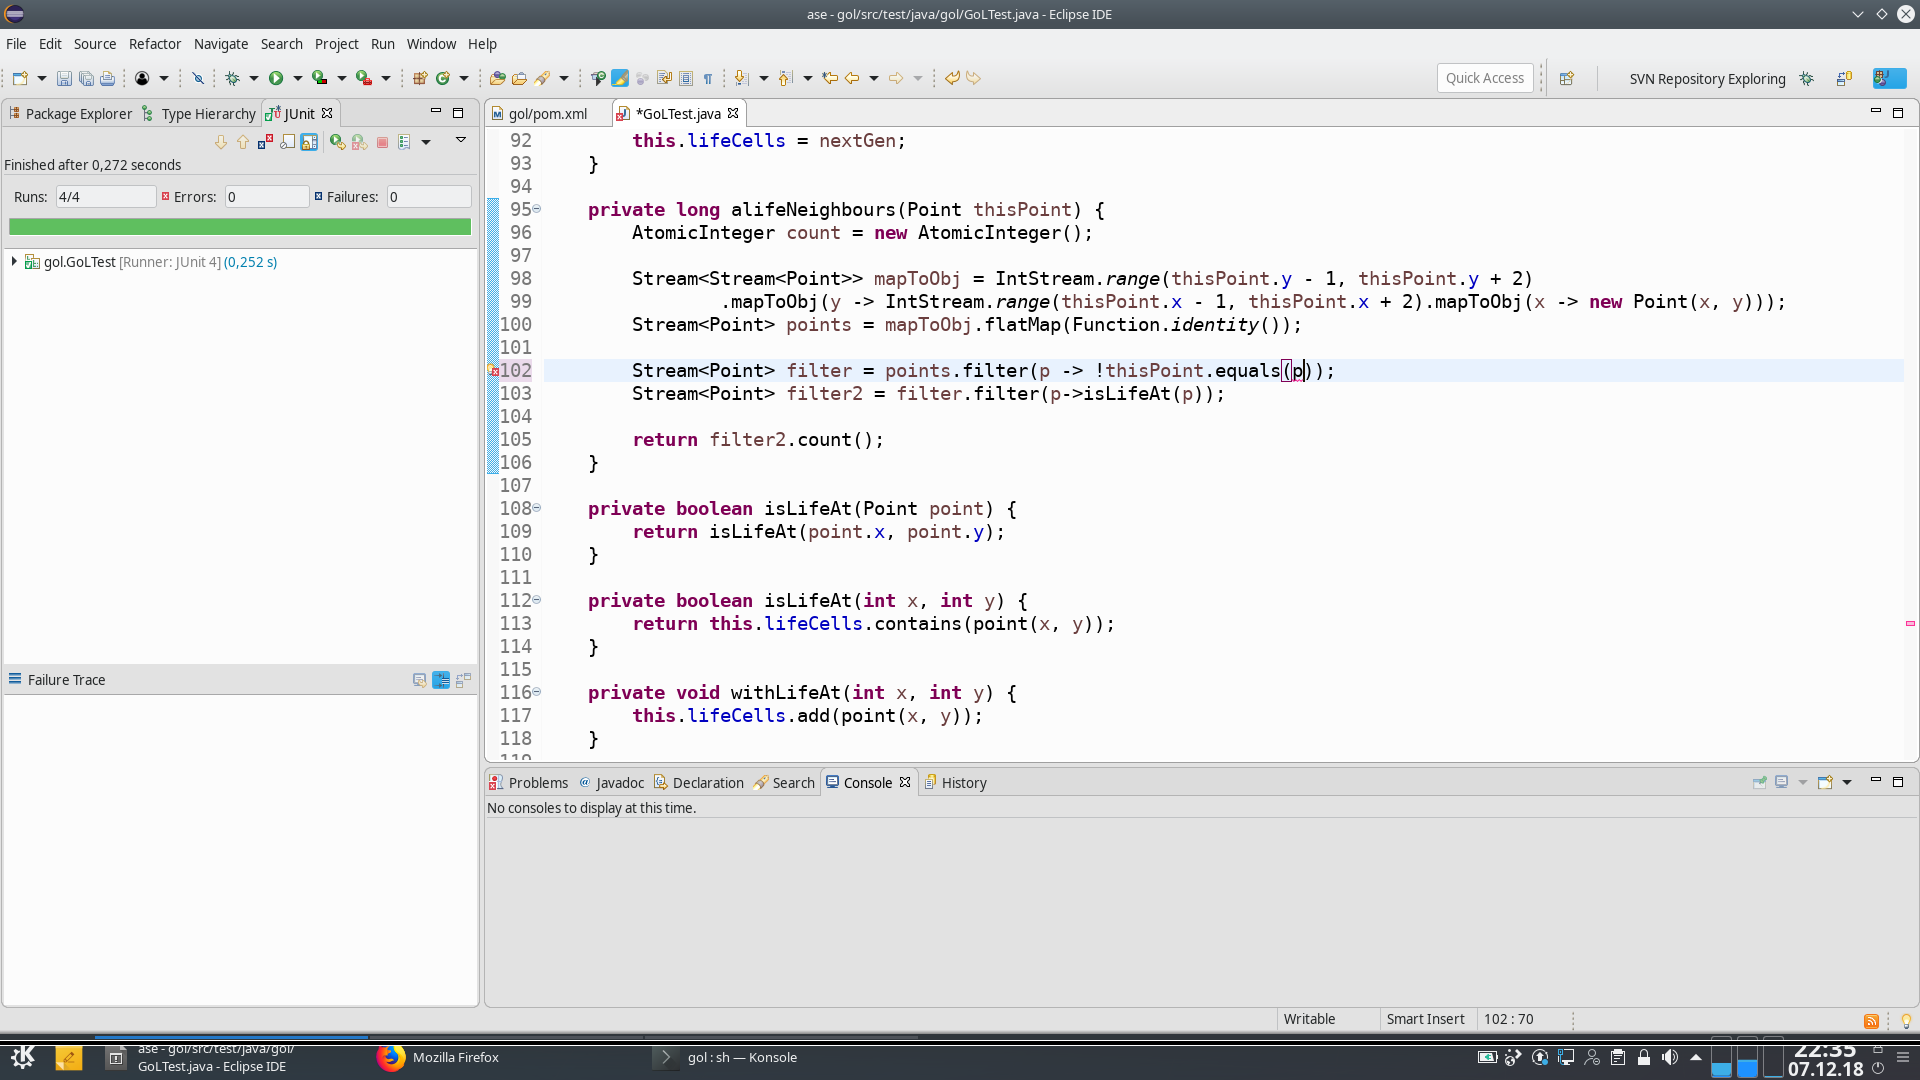 ase - gol/src/test/java/gol/GoLTest.java - Eclipse IDE
File Edit Source Refactor Navigate Search Project Run Window Help
Quick Access
SVN Repository Exploring
Package Explorer Type Hierarchy JUnit
Finished after 0,272 seconds
Runs: 4/4 Errors: 0 Failures: 0
gol.GoLTest [Runner: JUnit 4] (0,252 s)
Failure Trace
gol/pom.xml *GoLTest.java
92 this.lifeCells = nextGen;
93 }
94
95 private long alifeNeighbours(Point thisPoint) {
96 AtomicInteger count = new AtomicInteger();
97
98 Stream<Stream<Point>> mapToObj = IntStream.range(thisPoint.y - 1, thisPoint.y + 2)
99 .mapToObj(y -> IntStream.range(thisPoint.x - 1, thisPoint.x + 2).mapToObj(x -> new Point(x, y)));
100 Stream<Point> points = mapToObj.flatMap(Function.identity());
101
102 Stream<Point> filter = points.filter(p -> !thisPoint.equals(p));
103 Stream<Point> filter2 = filter.filter(p->isLifeAt(p));
104
105 return filter2.count();
106 }
107
108 private boolean isLifeAt(Point point) {
109 return isLifeAt(point.x, point.y);
110 }
111
112 private boolean isLifeAt(int x, int y) {
113 return this.lifeCells.contains(point(x, y));
114 }
115
116 private void withLifeAt(int x, int y) {
117 this.lifeCells.add(point(x, y));
118 }
119
Problems Javadoc Declaration Search Console History
No consoles to display at this time.
Writable Smart Insert 102 : 70
ase - gol/src/test/java/gol/
GoLTest.java - Eclipse IDE
Mozilla Firefox
gol : sh — Konsole
22:35
07.12.18